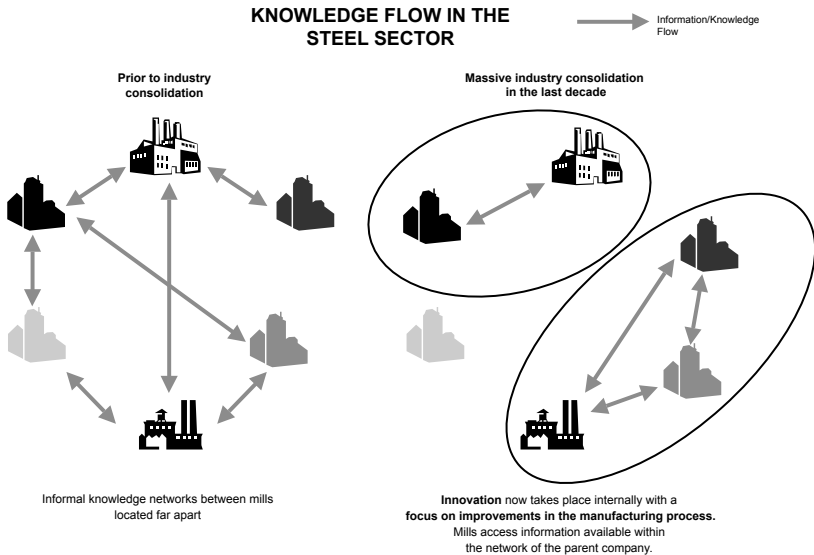 KNOWLEDGE FLOW IN THE
STEEL SECTOR
Information/Knowledge
Flow
Prior to industry
consolidation
Massive industry consolidation
in the last decade
Informal knowledge networks between mills
located far apart
Innovation now takes place internally with a
focus on improvements in the manufacturing process.
Mills access information available within
the network of the parent company.